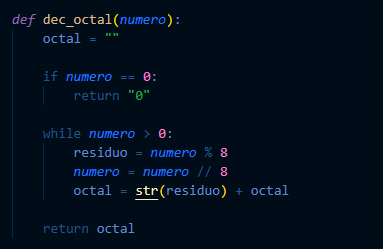 def dec_octal(numero):
    octal = ""

    if numero == 0:
        return "0"

    while numero > 0:
        residuo = numero % 8
        numero = numero // 8
        octal = str(residuo) + octal

    return octal